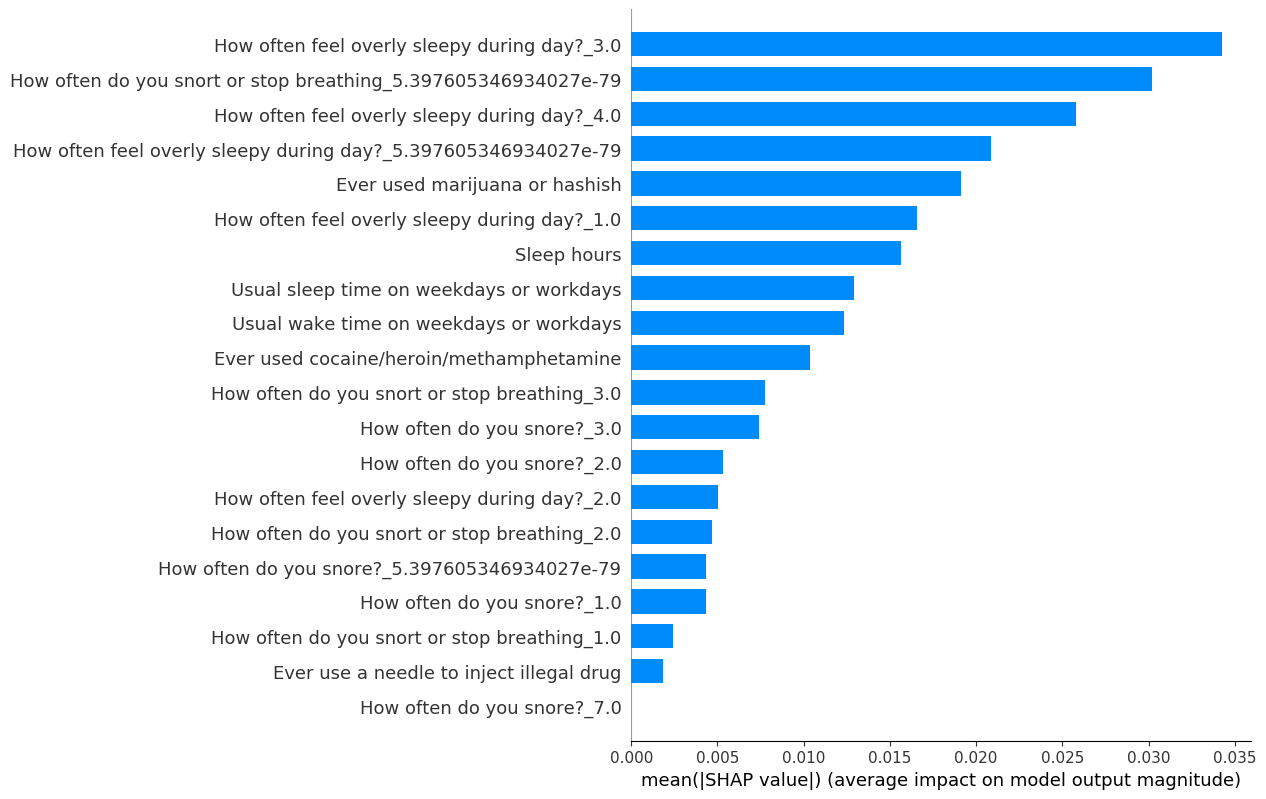 How often feel overly sleepy during day?_3.0
How often do you snort or stop breathing_5.397605346934027e-79
How often feel overly sleepy during day?_4.0
How often feel overly sleepy during day?_5.397605346934027e-79
Ever used marijuana or hashish
How often feel overly sleepy during day?_1.0
Sleep hours
Usual sleep time on weekdays or workdays
Usual wake time on weekdays or workdays
Ever used cocaine/heroin/methamphetamine
How often do you snort or stop breathing_3.0
How often do you snore?_3.0
How often do you snore?_2.0
How often feel overly sleepy during day?_2.0
How often do you snort or stop breathing_2.0
How often do you snore?_5.397605346934027e-79
How often do you snore?_1.0
How often do you snort or stop breathing_1.0
Ever use a needle to inject illegal drug
How often do you snore?_7.0
0.000 0.005 0.010 0.015 0.020 0.025 0.030 0.035
mean(|SHAP value|) (average impact on model output magnitude)